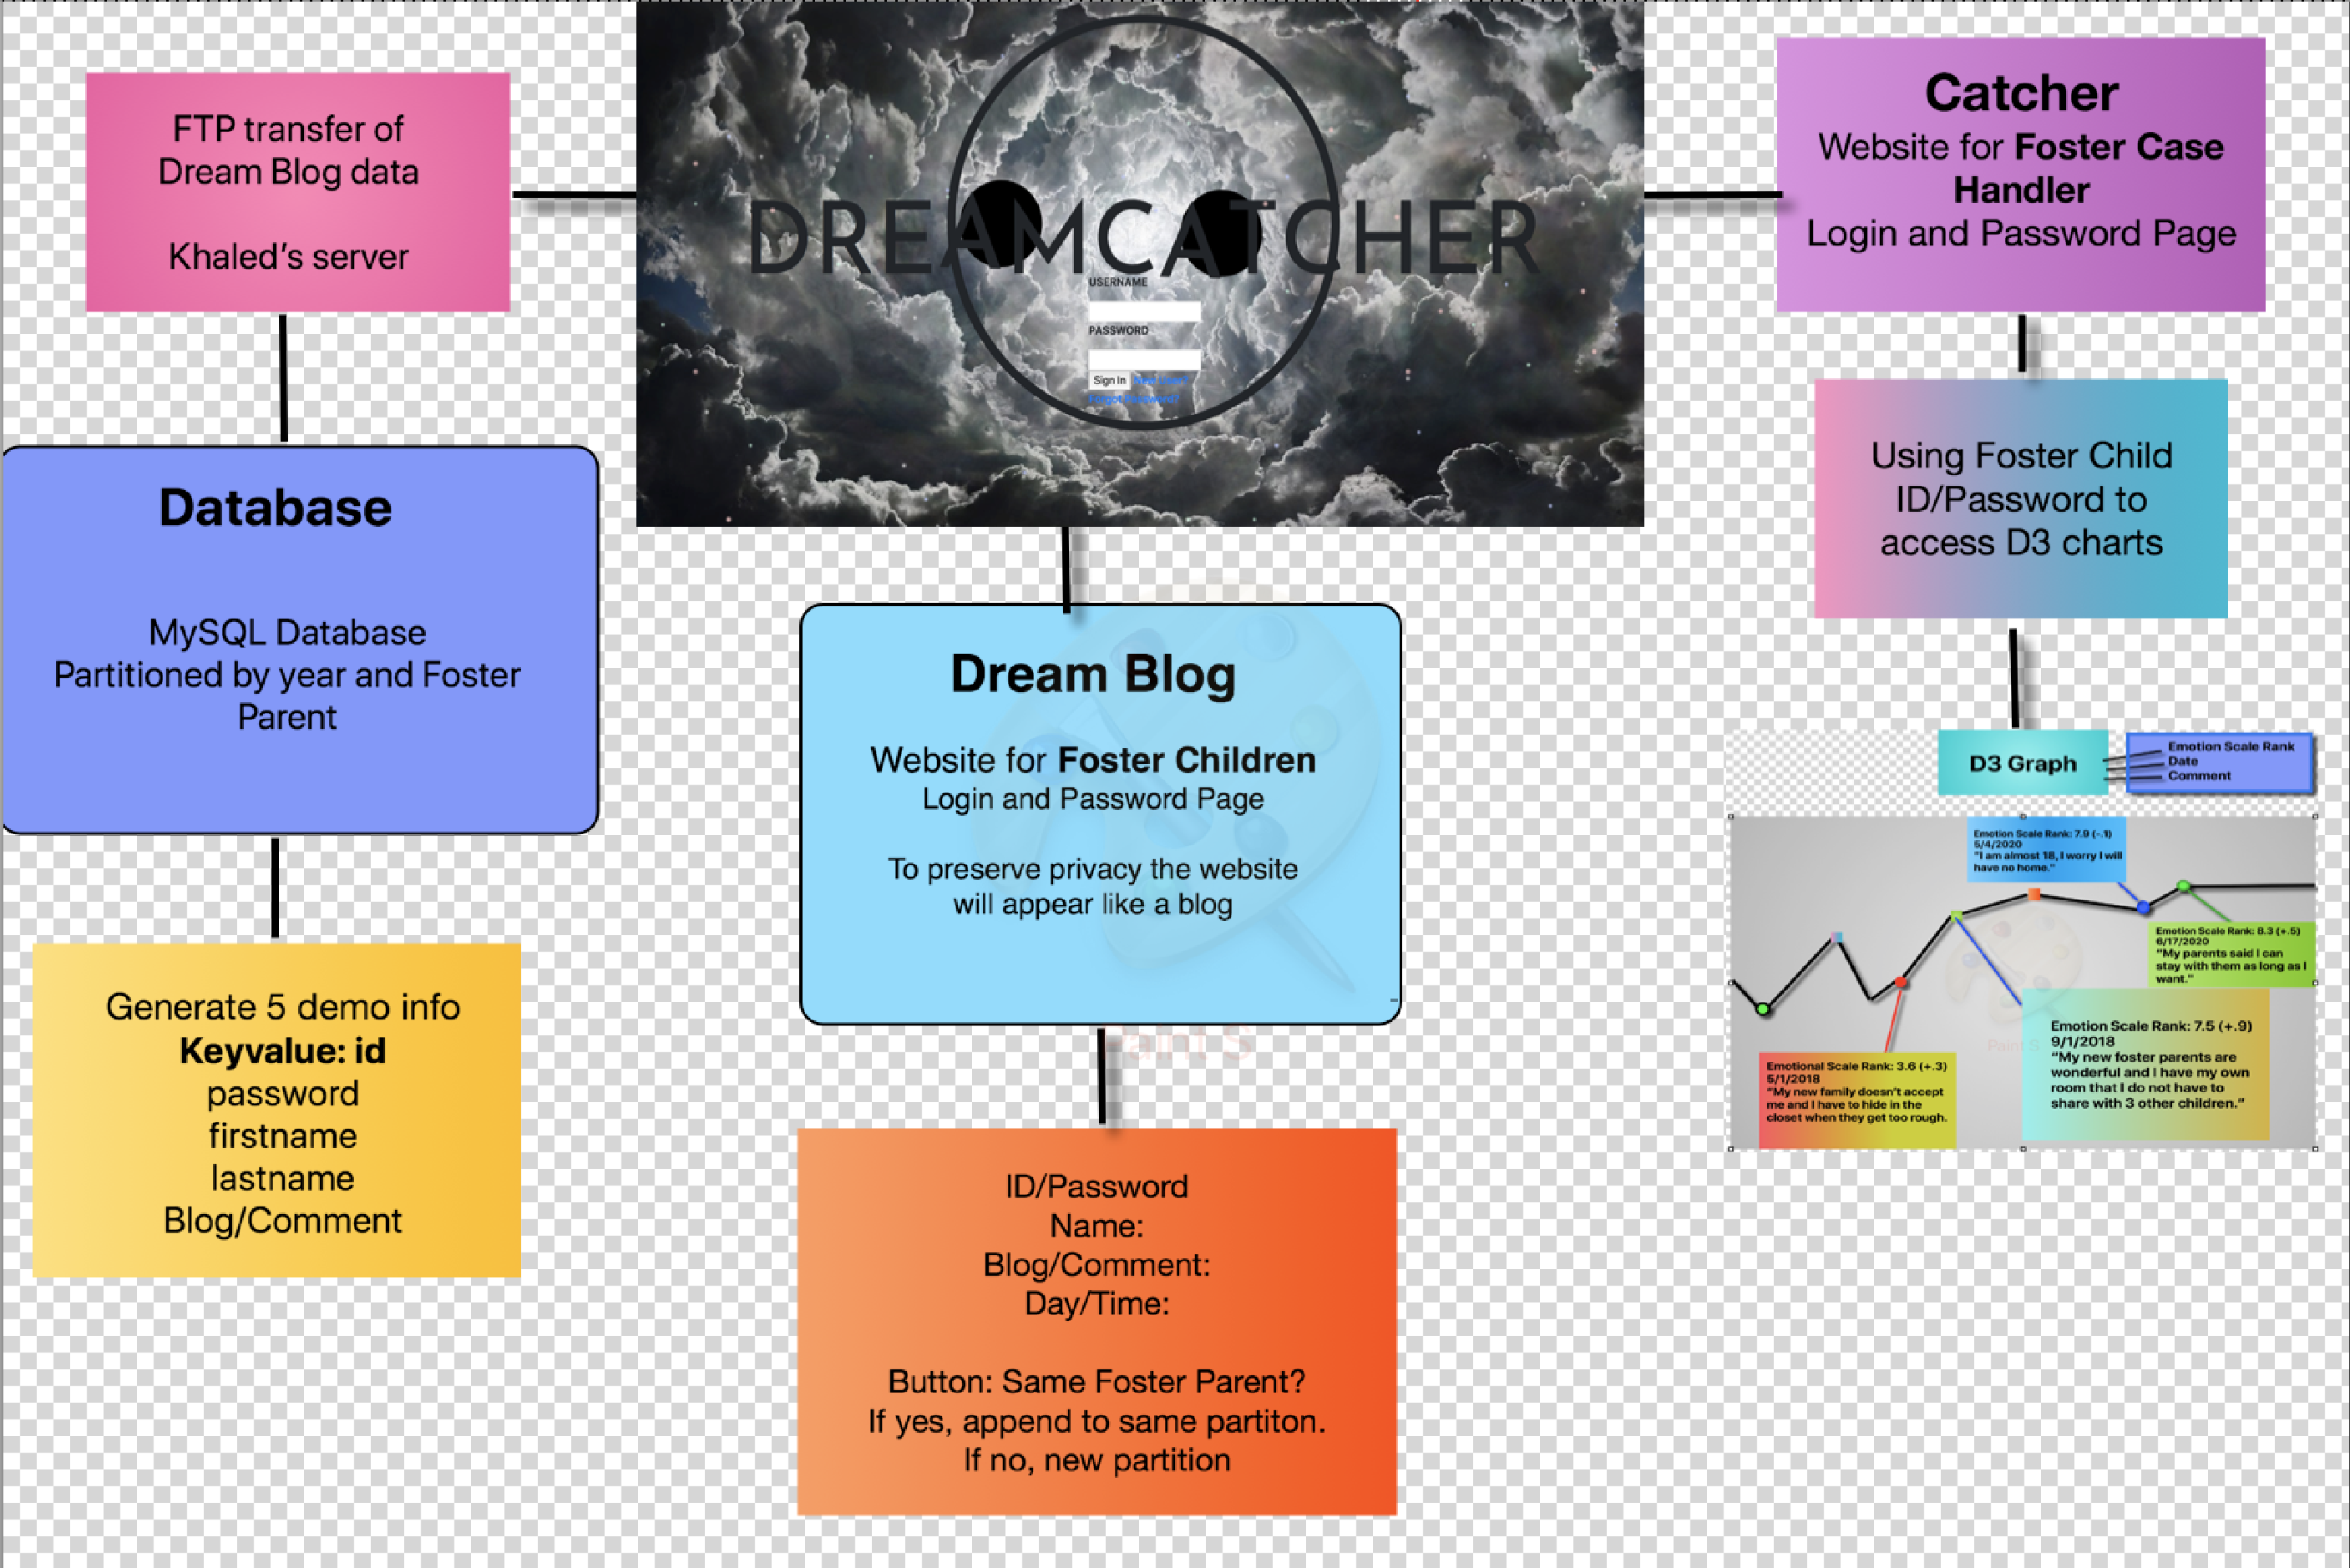 FTP transfer of
Dream Blog data
Khaled's server
DREAMCATCHER
USERNAME
PASSWORD
Sign In New User?
Forgot password?
Catcher
Website for Foster Case
Handler
Login and Password Page
Using Foster Child
ID/Password to
access D3 charts
Database
MySQL Database
Partitioned by year and Foster
Parent
Dream Blog
Website for Foster Children
Login and Password Page
To preserve privacy the website
will appear like a blog
Paint S
D3 Graph
Emotion Scale Rank
Date
Comment
Emotion Scale Rank: 7.9 (-.1)
5/4/2020
"I am almost 18, I worry I will
have no home."
Emotion Scale Rank: 8.3 (+.5)
6/17/2020
"My parents said I can
stay with them as long as I
want."
Emotion Scale Rank: 7.5 (+.9)
9/1/2018
"My new foster parents are
wonderful and I have my own
room that I do not have to
share with 3 other children."
Paint S
Emotional Scale Rank: 3.6 (+.3)
5/1/2018
"My new family doesn't accept
me and I have to hide in the
closet when they get too rough.
Generate 5 demo info
Keyvalue: id
password
firstname
lastname
Blog/Comment
ID/Password
Name:
Blog/Comment:
Day/Time:
Button: Same Foster Parent?
If yes, append to same partiton.
If no, new partition